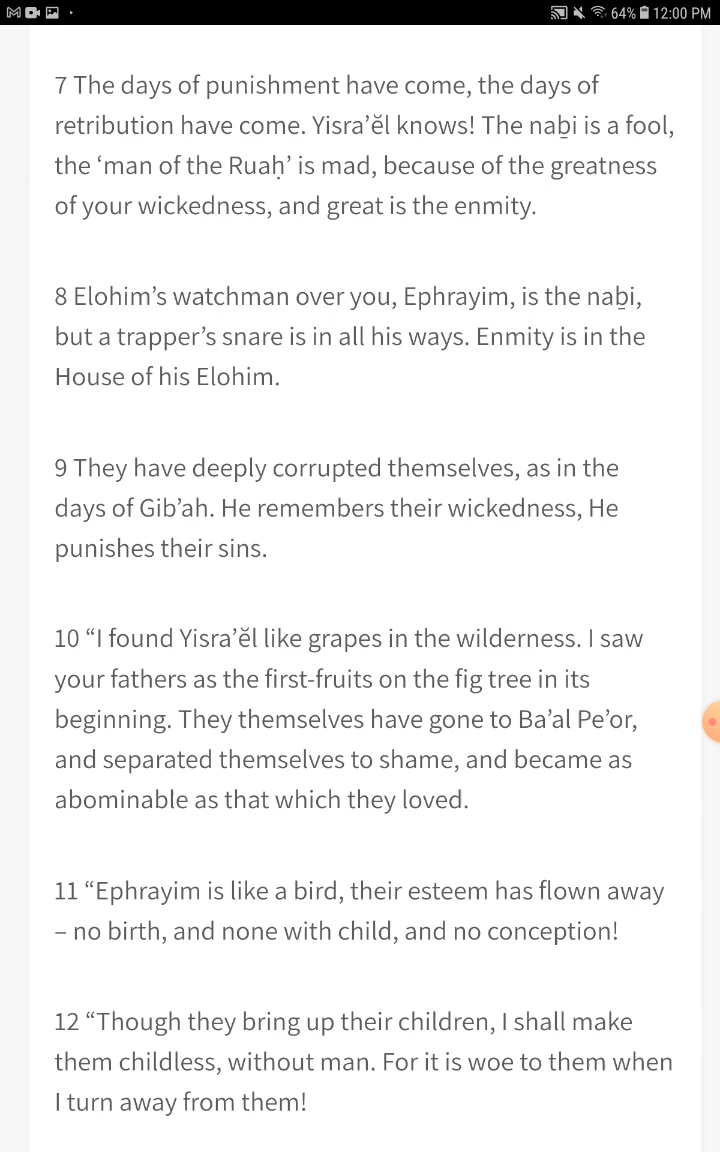 64% 12:00 PM
7 The days of punishment have come, the days of
retribution have come. Yisra’ĕl knows! The naḇi is a fool,
the ‘man of the Ruaḥ’ is mad, because of the greatness
of your wickedness, and great is the enmity.
8 Elohim’s watchman over you, Ephrayim, is the naḇi,
but a trapper’s snare is in all his ways. Enmity is in the
House of his Elohim.
9 They have deeply corrupted themselves, as in the
days of Giḇ‛ah. He remembers their wickedness, He
punishes their sins.
10 “I found Yisra’ĕl like grapes in the wilderness. I saw
your fathers as the first-fruits on the fig tree in its
beginning. They themselves have gone to Ba’al Pe’or,
and separated themselves to shame, and became as
abominable as that which they loved.
11 “Ephrayim is like a bird, their esteem has flown away
– no birth, and none with child, and no conception!
12 “Though they bring up their children, I shall make
them childless, without man. For it is woe to them when
I turn away from them!